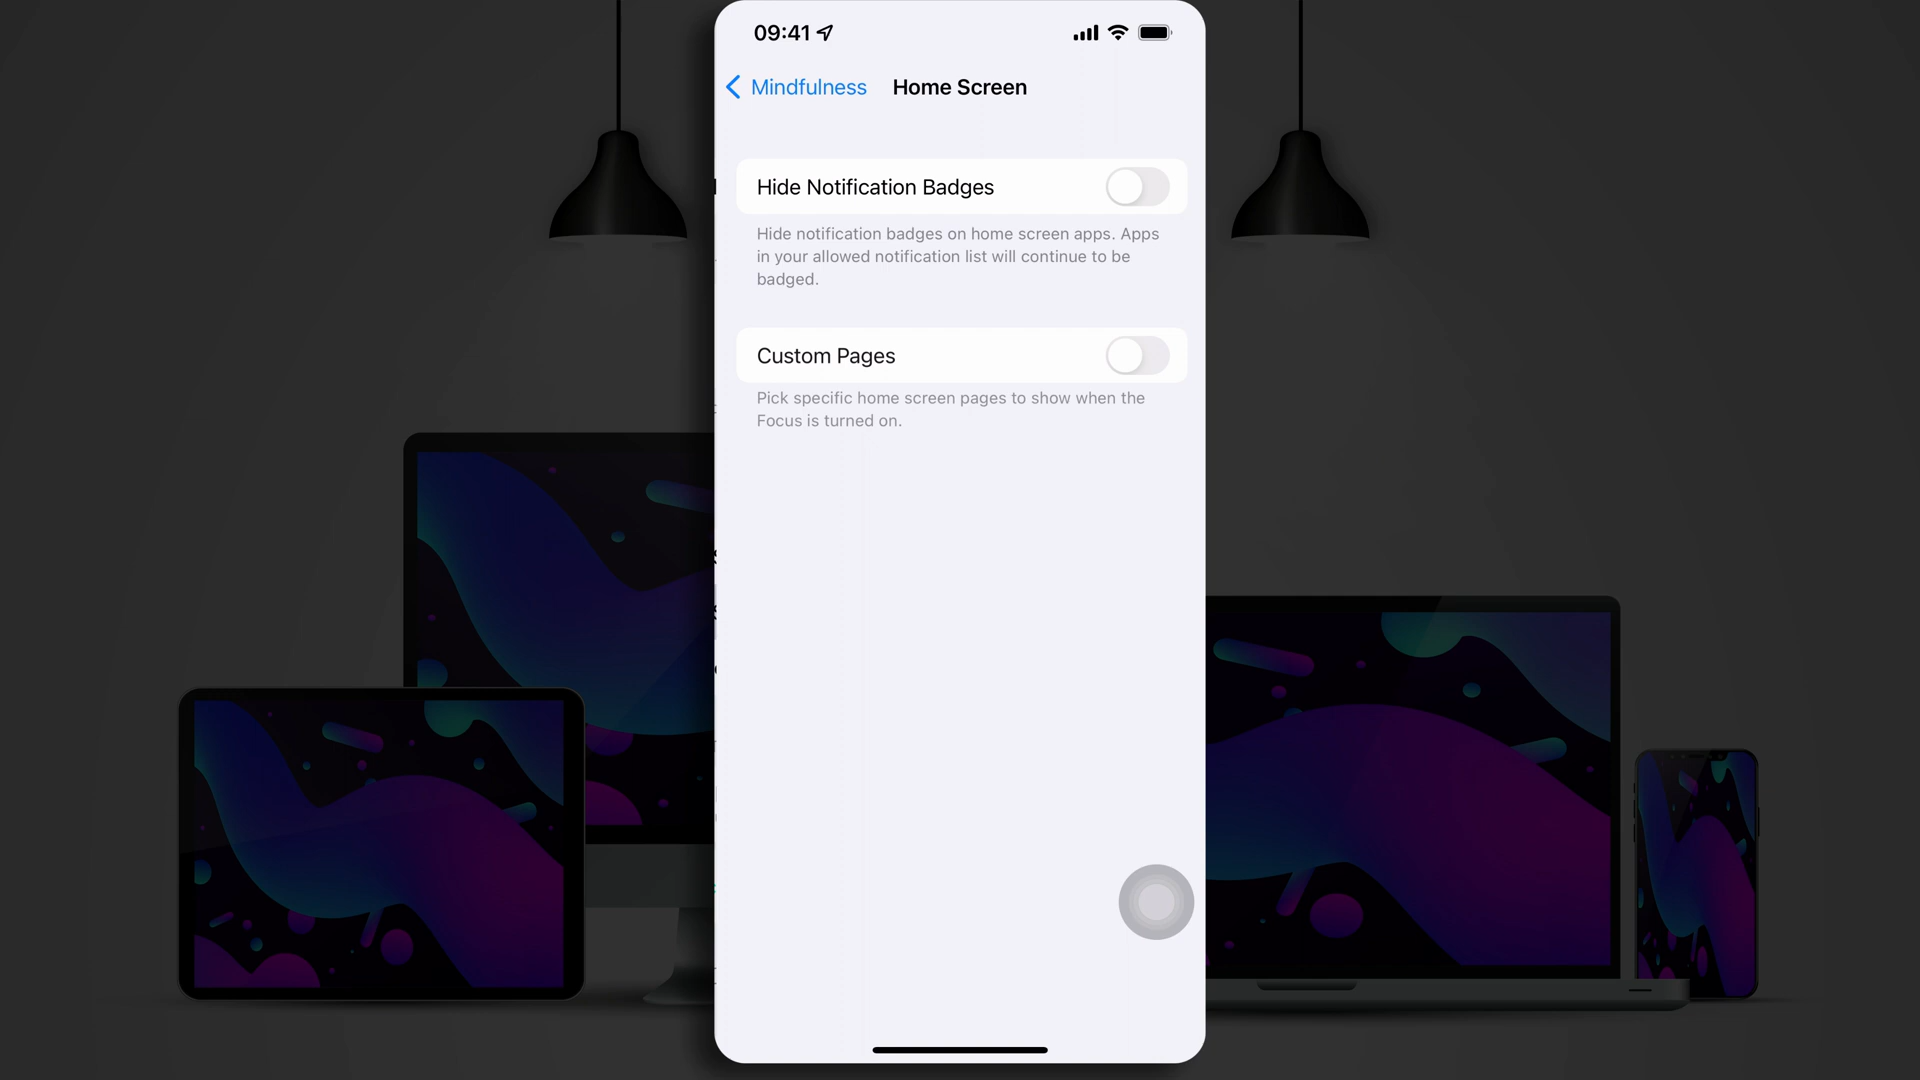 09:41
Mindfulness Home Screen
Hide Notification Badges
Hide notification badges on home screen apps. Apps
in your allowed notification list will continue to be
badged.
Custom Pages
Pick specific home screen pages to show when the
Focus is turned on.